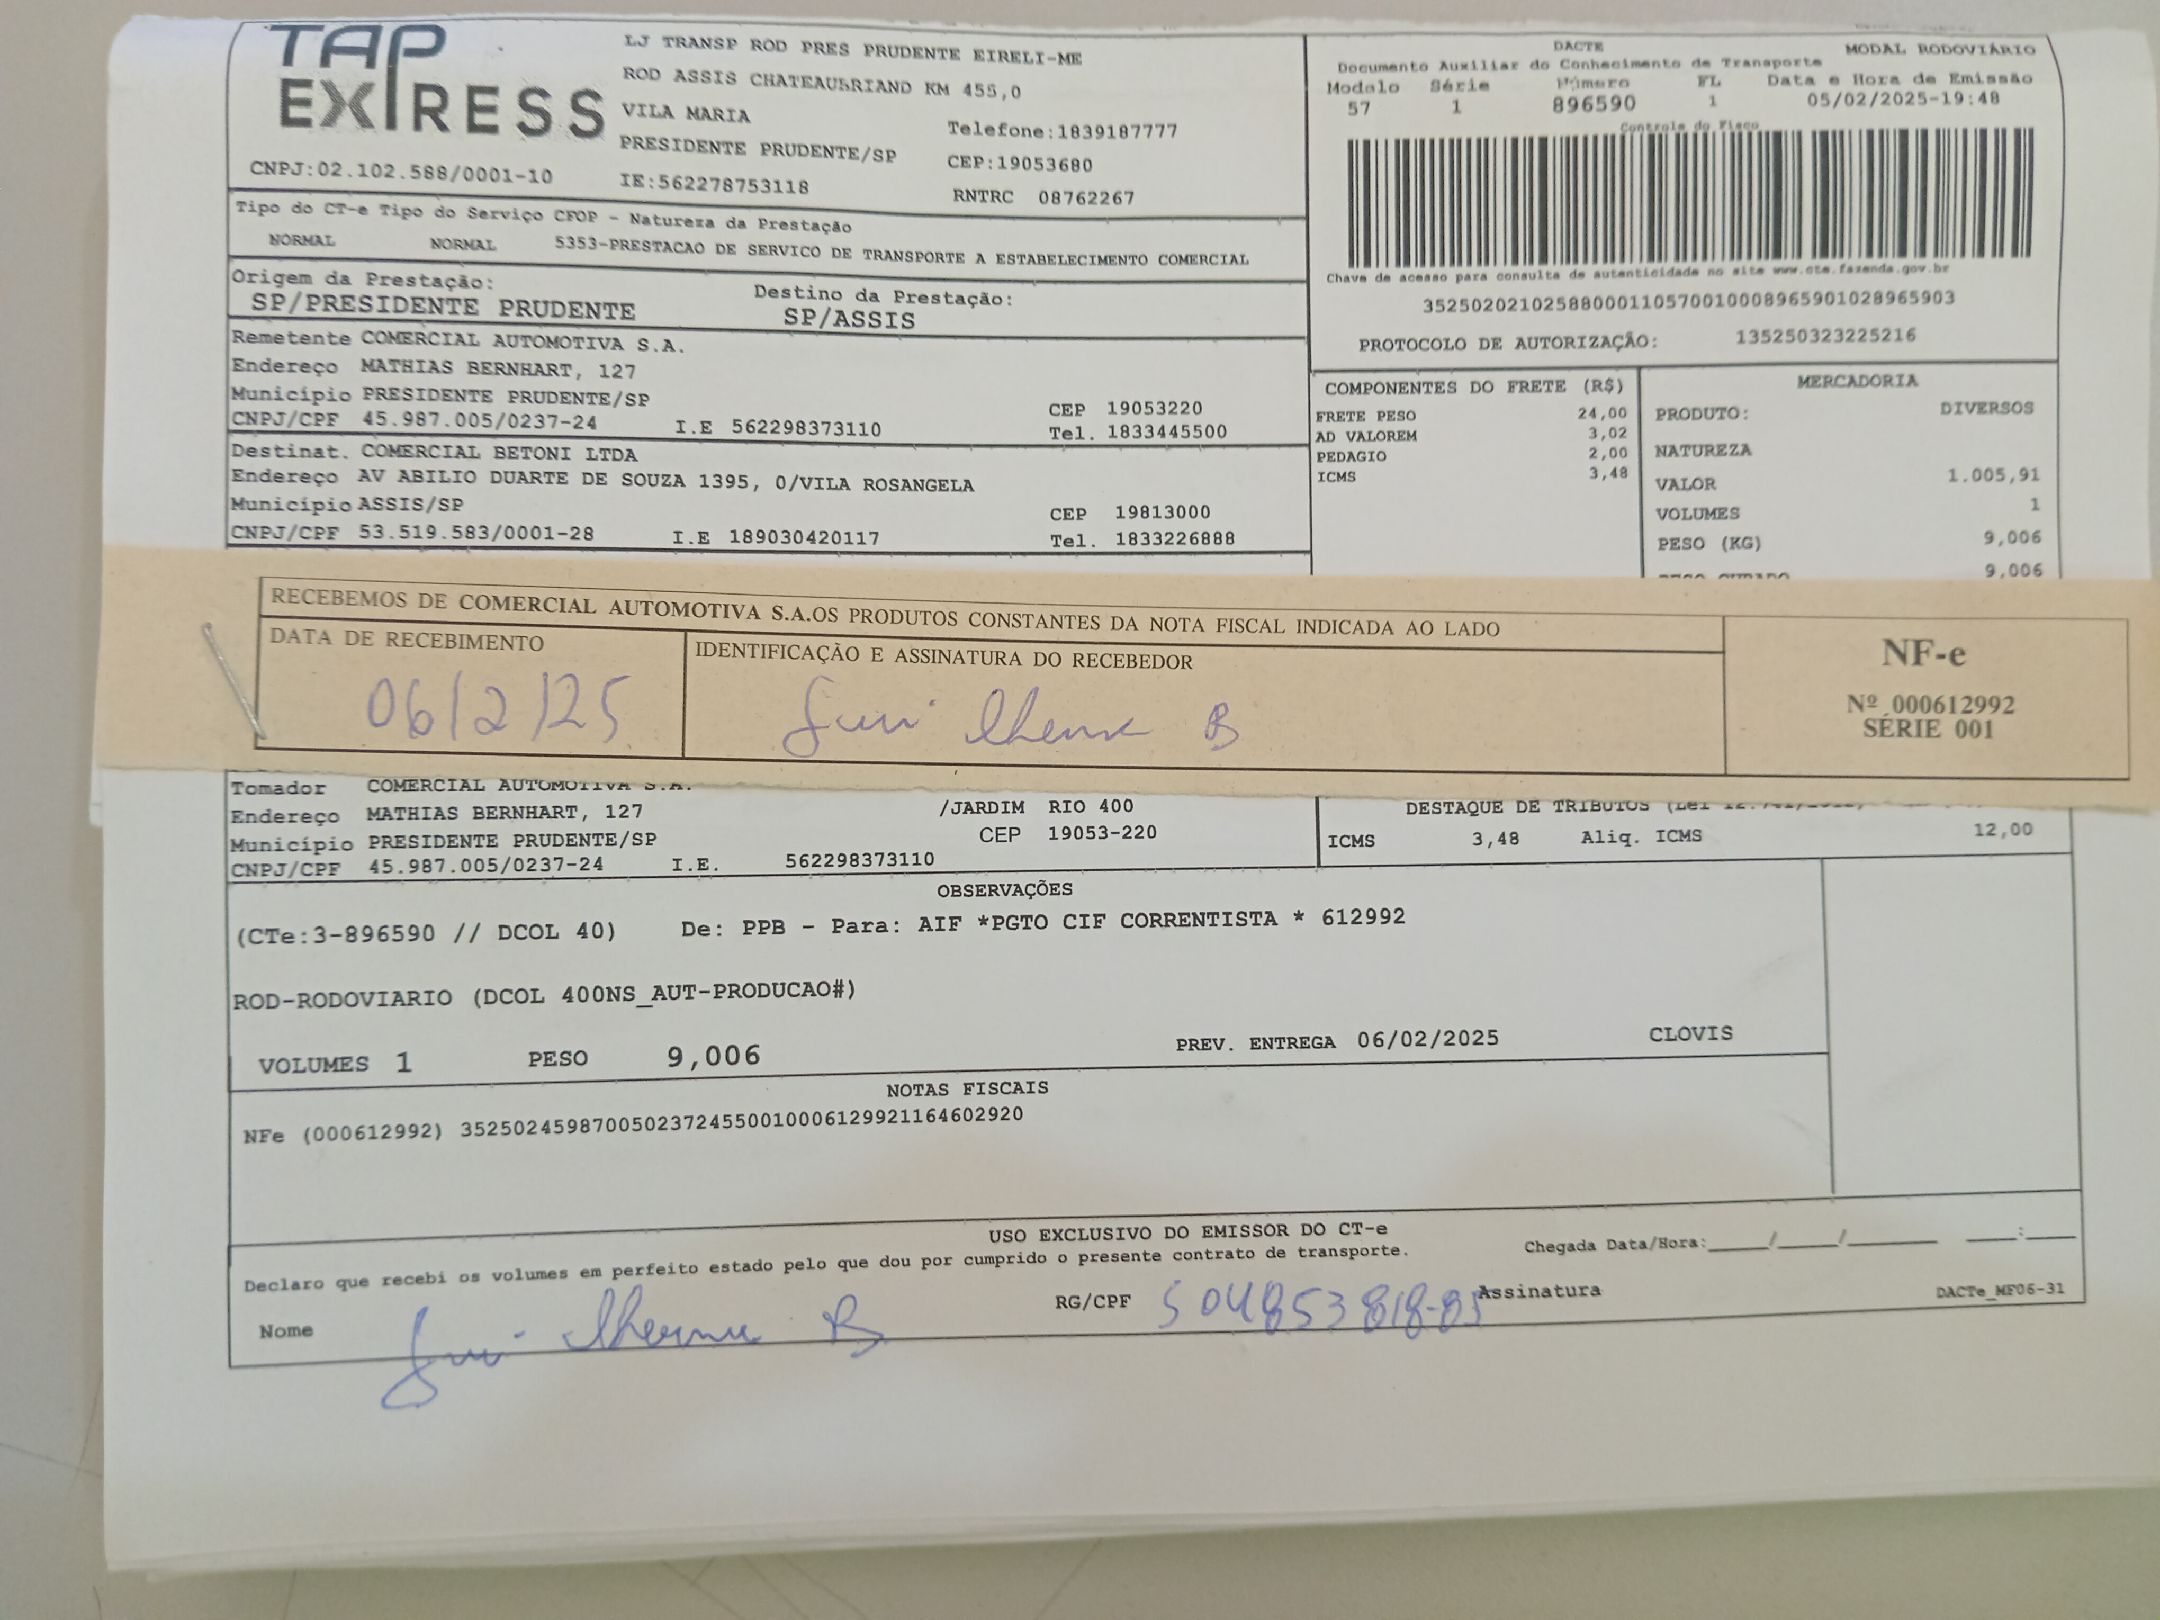 TAP EXPRESS
LJ TRANSP ROD PRES PRUDENTE EIRELI-ME
ROD ASSIS CHATEAUBRIAND KM 455,0
VILA MARIA
Telefone:1839187777
PRESIDENTE PRUDENTE/SP
CEP:19053680
CNPJ:02.102.588/0001-10
IE:562278753118
RNTRC 08762267
DACTE
MODAL RODOVIÁRIO
Documento Auxiliar do Conhecimento de Transporte
Modelo Série Número FL Data e Hora de Emissão
57 1 896590 1 05/02/2025-19:48
Controle do Fisco
Chave de acesso para consulta de autenticidade no site www.cte.fazenda.gov.br
35250202102588000110570010008965901028965903
PROTOCOLO DE AUTORIZAÇÃO: 135250323225216
Tipo do CT-e Tipo do Serviço CFOP - Natureza da Prestação
NORMAL NORMAL 5353-PRESTACAO DE SERVICO DE TRANSPORTE A ESTABELECIMENTO COMERCIAL
Origem da Prestação: Destino da Prestação:
SP/PRESIDENTE PRUDENTE SP/ASSIS
Remetente COMERCIAL AUTOMOTIVA S.A.
Endereço MATHIAS BERNHART, 127
Município PRESIDENTE PRUDENTE/SP CEP 19053220
CNPJ/CPF 45.987.005/0237-24 I.E 562298373110 Tel. 1833445500
Destinat. COMERCIAL BETONI LTDA
Endereço AV ABILIO DUARTE DE SOUZA 1395, 0/VILA ROSANGELA
Município ASSIS/SP CEP 19813000
CNPJ/CPF 53.519.583/0001-28 I.E 189030420117 Tel. 1833226888
COMPONENTES DO FRETE (R$)
FRETE PESO 24,00
AD VALOREM 3,02
PEDAGIO 2,00
ICMS 3,48
MERCADORIA
PRODUTO: DIVERSOS
NATUREZA
VALOR 1.005,91
VOLUMES 1
PESO (KG) 9,006
9,006
RECEBEMOS DE COMERCIAL AUTOMOTIVA S.A.OS PRODUTOS CONSTANTES DA NOTA FISCAL INDICADA AO LADO
DATA DE RECEBIMENTO
IDENTIFICAÇÃO E ASSINATURA DO RECEBEDOR
06/2/25
B
NF-e
Nº 000612992
SÉRIE 001
Tomador COMERCIAL AUTOMOTIVA S.A.
Endereço MATHIAS BERNHART, 127 /JARDIM RIO 400
Município PRESIDENTE PRUDENTE/SP CEP 19053-220
CNPJ/CPF 45.987.005/0237-24 I.E. 562298373110
DESTAQUE DE TRIBUTOS
ICMS 3,48 Aliq. ICMS 12,00
OBSERVAÇÕES
(CTe:3-896590 // DCOL 40) De: PPB - Para: AIF *PGTO CIF CORRENTISTA * 612992
ROD-RODOVIARIO (DCOL 400NS_AUT-PRODUCAO#)
VOLUMES 1 PESO 9,006 PREV. ENTREGA 06/02/2025 CLOVIS
NOTAS FISCAIS
NFe (000612992) 35250245987005023724550010006129921164602920
USO EXCLUSIVO DO EMISSOR DO CT-e
Declaro que recebi os volumes em perfeito estado pelo que dou por cumprido o presente contrato de transporte.
Chegada Data/Hora:____/____/______ ____:____
Nome B RG/CPF Assinatura
DACTe_MF06-31